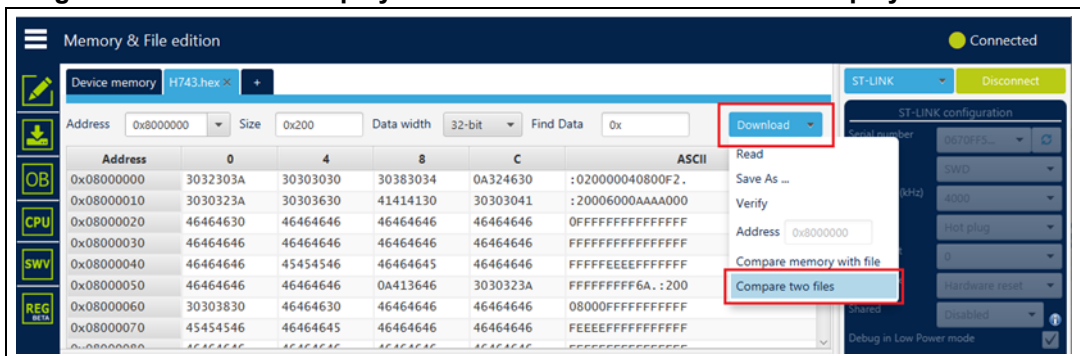 Memory & File edition
Connected
Device memory H743.hex × +
ST-LINK Disconnect
Address 0x8000000 Size 0x200 Data width 32-bit Find Data 0x Download
ST-LINK configuration
Serial number 0670FF5...
SWD
(kHz) 4000
Hot plug
0
Hardware reset
Shared Disabled
Debug in Low Power mode
Read
Save As ...
Verify
Address 0x8000000
Compare memory with file
Compare two files
Address 0 4 8 C ASCII
0x08000000 3032303A 30303030 30383034 0A324630 :020000040800F2.
0x08000010 3030323A 30303630 41414130 30303041 :20006000AAAA000
0x08000020 46464630 46464646 46464646 46464646 0FFFFFFFFFFFFFFF
0x08000030 46464646 46464646 46464646 46464646 FFFFFFFFFFFFFFFF
0x08000040 46464646 45454546 46464645 46464646 FFFFFEEEEFFFFFFF
0x08000050 46464646 46464646 0A413646 3030323A FFFFFFFFF6A.:200
0x08000060 30303830 46464630 46464646 46464646 08000FFFFFFFFFFF
0x08000070 45454546 46464645 46464646 46464646 FEEEEFFFFFFFFFFF
OB
CPU
SWV
REG
BETA